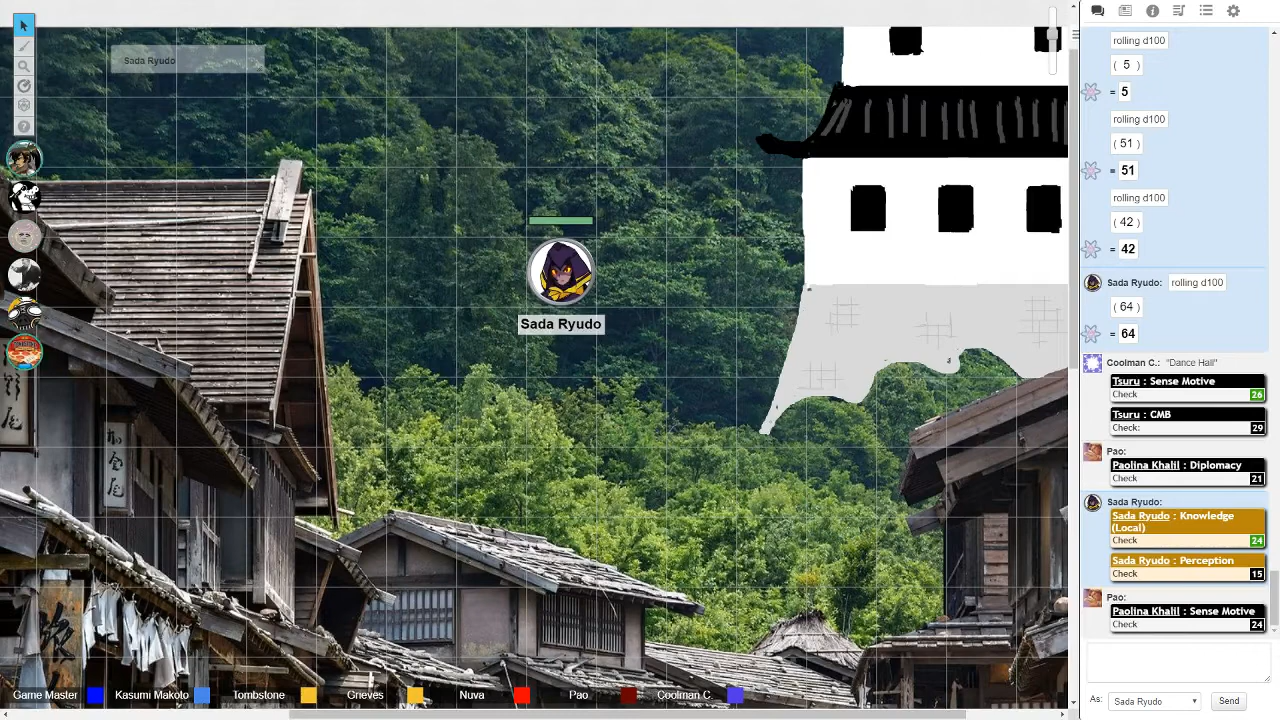 Sada Ryudo
Sada Ryudo
松金屋
Game Master
Kasumi Makoto
Tombstone
Grieves
Nuva
Pao
Coolman C.
rolling d100
( 5 )
= 5
rolling d100
( 51 )
= 51
rolling d100
( 42 )
= 42
Sada Ryudo: rolling d100
( 64 )
= 64
Coolman C.: "Dance Hall"
Tsuru : Sense Motive
Check 26
Tsuru : CMB
Check: 29
Pao:
Paolina Khalil : Diplomacy
Check 21
Sada Ryudo:
Sada Ryudo : Knowledge
(Local)
Check 24
Sada Ryudo : Perception
Check 15
Pao:
Paolina Khalil : Sense Motive
Check 24
As: Sada Ryudo Send